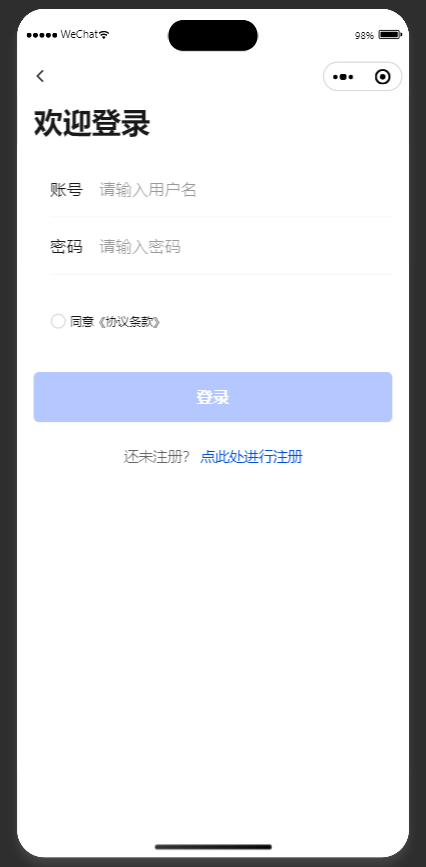 ●●●●● WeChat 98%
欢迎登录
账号 请输入用户名
密码 请输入密码
同意《协议条款》
登录
还未注册? 点此处进行注册